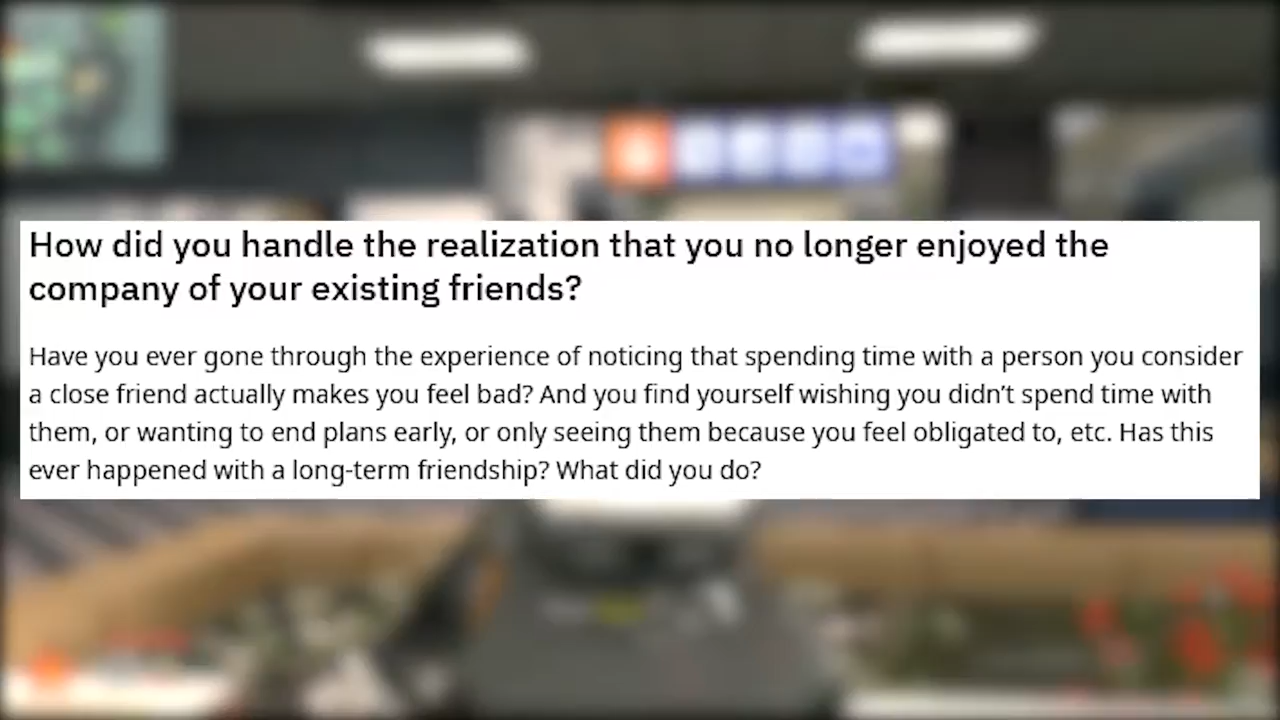 How did you handle the realization that you no longer enjoyed the
company of your existing friends?
Have you ever gone through the experience of noticing that spending time with a person you consider
a close friend actually makes you feel bad? And you find yourself wishing you didn’t spend time with
them, or wanting to end plans early, or only seeing them because you feel obligated to, etc. Has this
ever happened with a long-term friendship? What did you do?